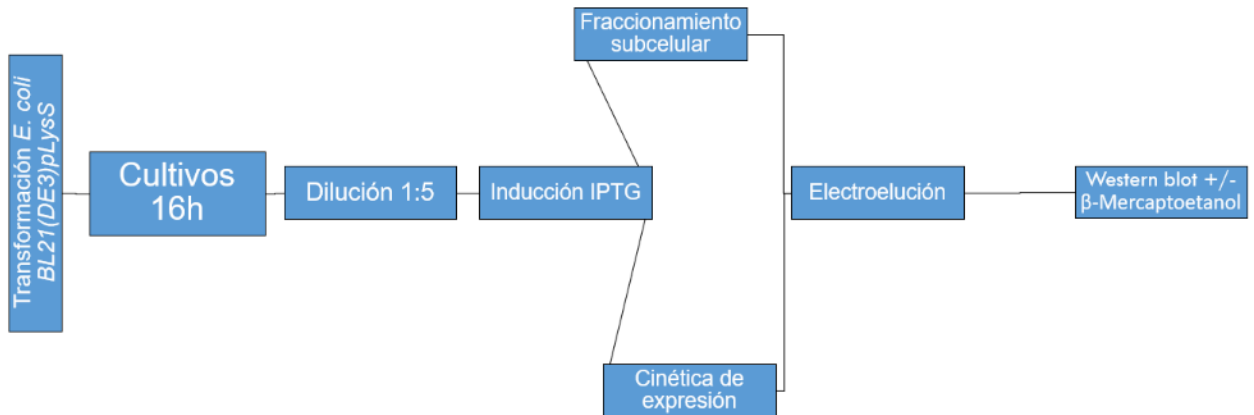 Transformación E. coli
BL21(DE3)pLysS
Cultivos
16h
Dilución 1:5
Inducción IPTG
Fraccionamiento
subcelular
Cinética de
expresión
Electroelución
Western blot +/-
β-Mercaptoetanol